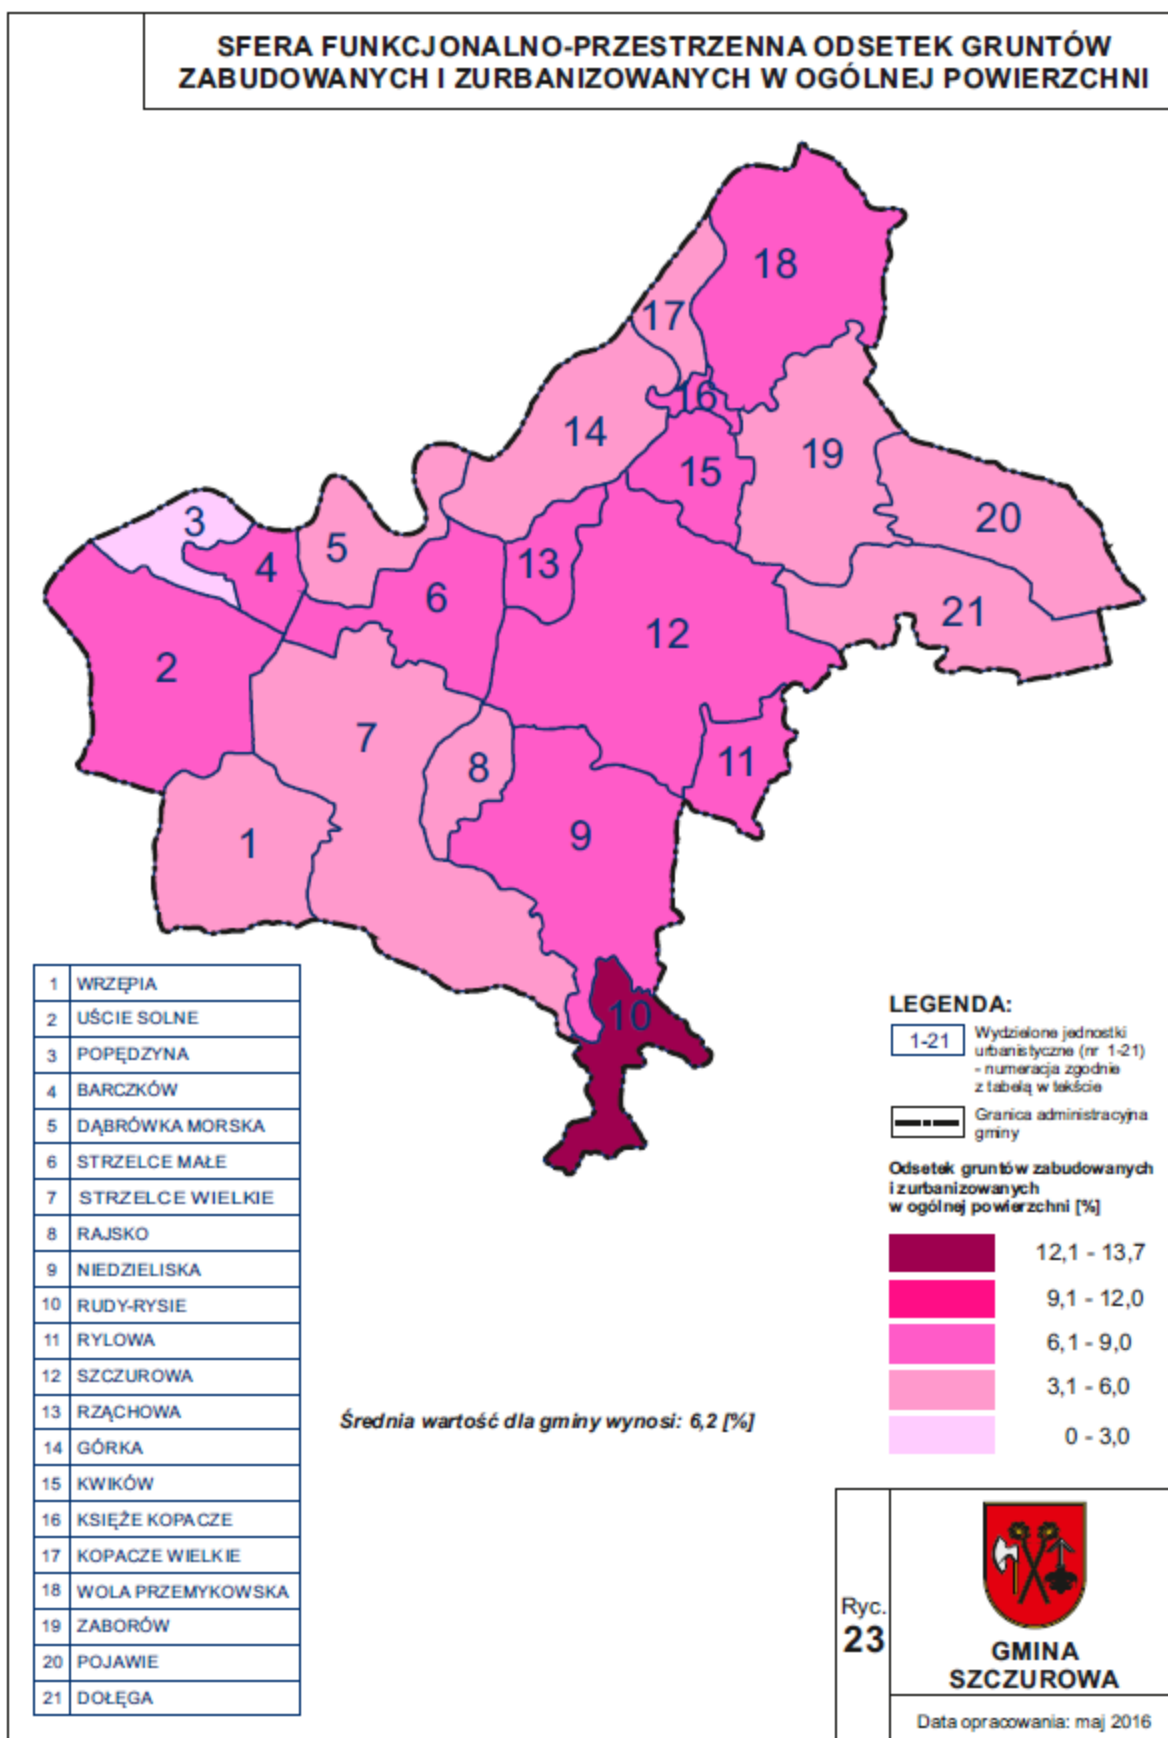 SFERA FUNKCJONALNO-PRZESTRZENNA ODSETEK GRUNTÓW
ZABUDOWANYCH I ZURBANIZOWANYCH W OGÓLNEJ POWIERZCHNI
18
17
16
14
15
19
20
3
5
4
13
6
21
12
2
7
8
11
1
9
10
1 WRZĘPIA
2 UŚCIE SOLNE
3 POPĘDZYNA
4 BARCZKÓW
5 DĄBRÓWKA MORSKA
6 STRZELCE MAŁE
7 STRZELCE WIELKIE
8 RAJSKO
9 NIEDZIELISKA
10 RUDY-RYSIE
11 RYLOWA
12 SZCZUROWA
13 RZĄCHOWA
14 GÓRKA
15 KWIKÓW
16 KSIĘŻE KOPACZE
17 KOPACZE WIELKIE
18 WOLA PRZEMYKOWSKA
19 ZABORÓW
20 POJAWIE
21 DOŁĘGA
Średnia wartość dla gminy wynosi: 6,2 [%]
LEGENDA:
1-21
Wydzielone jednostki
urbanistyczne (nr 1-21)
- numeracja zgodnie
z tabelą w tekście
Granica administracyjna
gminy
Odsetek gruntów zabudowanych
i zurbanizowanych
w ogólnej powierzchni [%]
12,1 - 13,7
9,1 - 12,0
6,1 - 9,0
3,1 - 6,0
0 - 3,0
Ryc.
23
GMINA
SZCZUROWA
Data opracowania: maj 2016